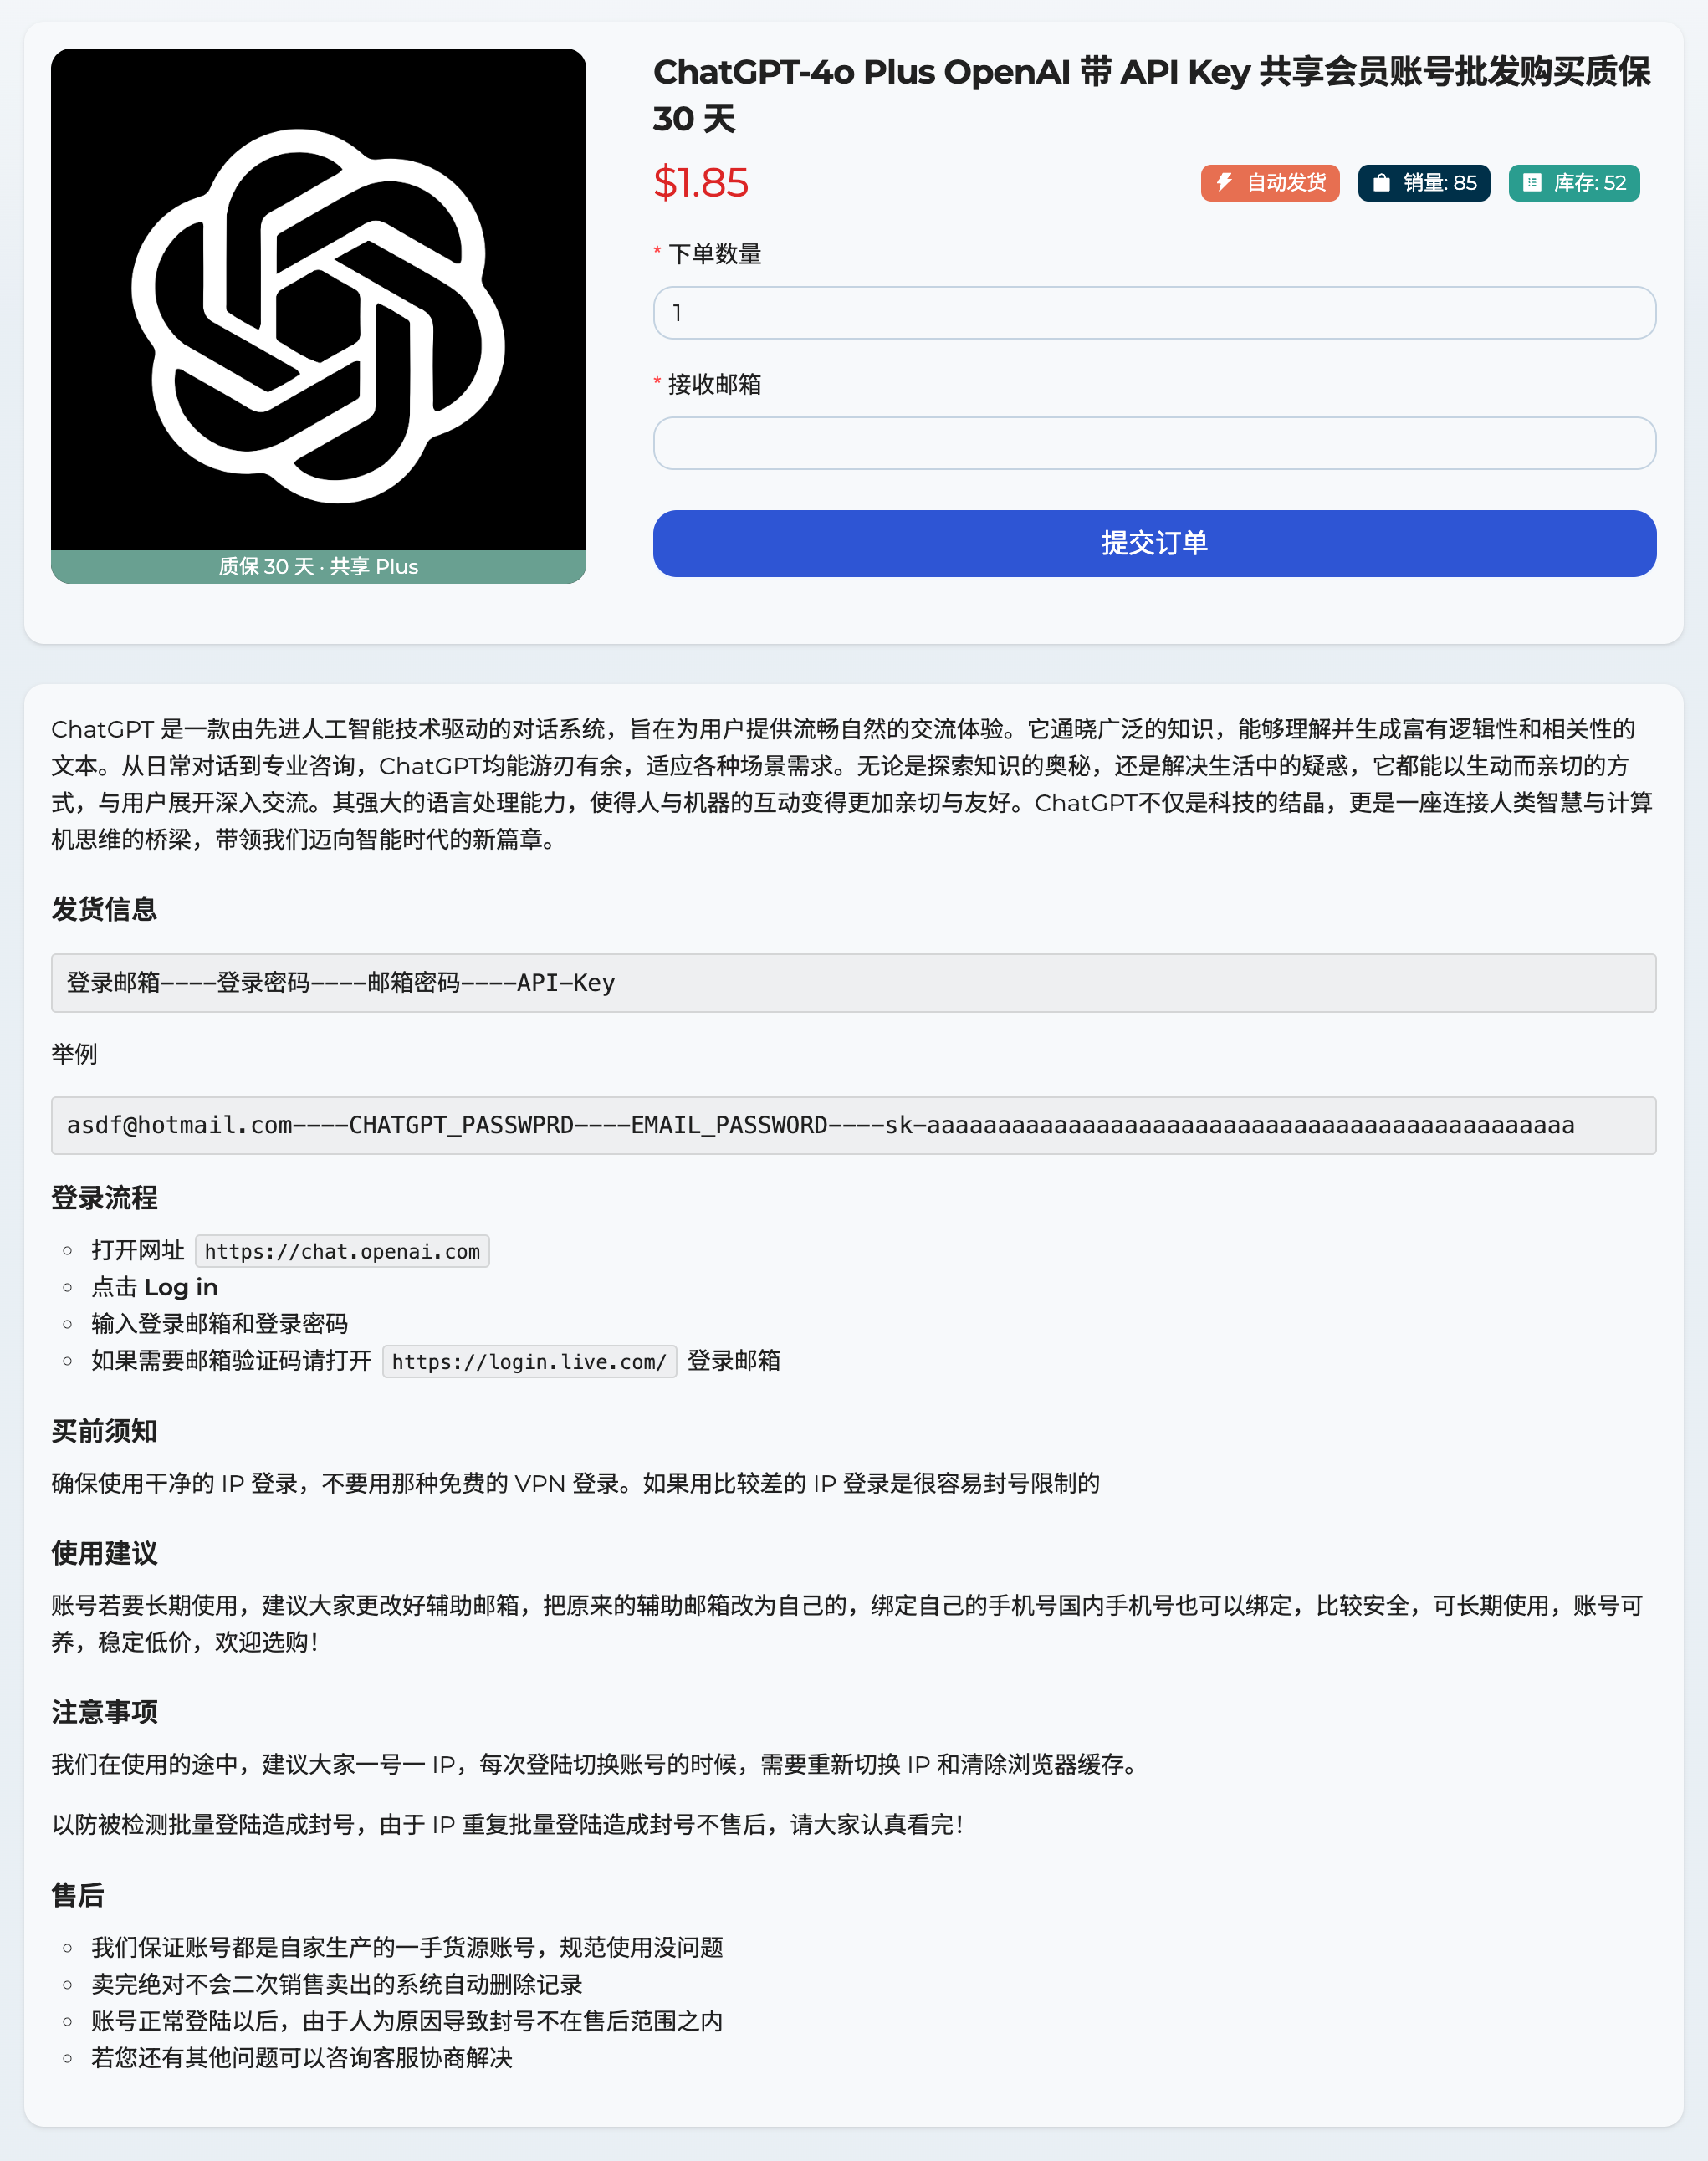 ChatGPT-4o Plus OpenAI 带 API Key 共享会员账号批发购买质保
30 天
$1.85
自动发货
销量: 85
库存: 52
* 下单数量
1
* 接收邮箱
提交订单
质保 30 天 · 共享 Plus
ChatGPT 是一款由先进人工智能技术驱动的对话系统，旨在为用户提供流畅自然的交流体验。它通晓广泛的知识，能够理解并生成富有逻辑性和相关性的
文本。从日常对话到专业咨询，ChatGPT均能游刃有余，适应各种场景需求。无论是探索知识的奥秘，还是解决生活中的疑惑，它都能以生动而亲切的方
式，与用户展开深入交流。其强大的语言处理能力，使得人与机器的互动变得更加亲切与友好。ChatGPT不仅是科技的结晶，更是一座连接人类智慧与计算
机思维的桥梁，带领我们迈向智能时代的新篇章。
发货信息
登录邮箱----登录密码----邮箱密码----API-Key
举例
asdf@hotmail.com----CHATGPT_PASSWPRD----EMAIL_PASSWORD----sk-aaaaaaaaaaaaaaaaaaaaaaaaaaaaaaaaaaaaaaaaaaaaaa
登录流程
打开网址 https://chat.openai.com
点击 Log in
输入登录邮箱和登录密码
如果需要邮箱验证码请打开 https://login.live.com/ 登录邮箱
买前须知
确保使用干净的 IP 登录，不要用那种免费的 VPN 登录。如果用比较差的 IP 登录是很容易封号限制的
使用建议
账号若要长期使用，建议大家更改好辅助邮箱，把原来的辅助邮箱改为自己的，绑定自己的手机号国内手机号也可以绑定，比较安全，可长期使用，账号可
养，稳定低价，欢迎选购！
注意事项
我们在使用的途中，建议大家一号一 IP，每次登陆切换账号的时候，需要重新切换 IP 和清除浏览器缓存。
以防被检测批量登陆造成封号，由于 IP 重复批量登陆造成封号不售后，请大家认真看完！
售后
我们保证账号都是自家生产的一手货源账号，规范使用没问题
卖完绝对不会二次销售卖出的系统自动删除记录
账号正常登陆以后，由于人为原因导致封号不在售后范围之内
若您还有其他问题可以咨询客服协商解决